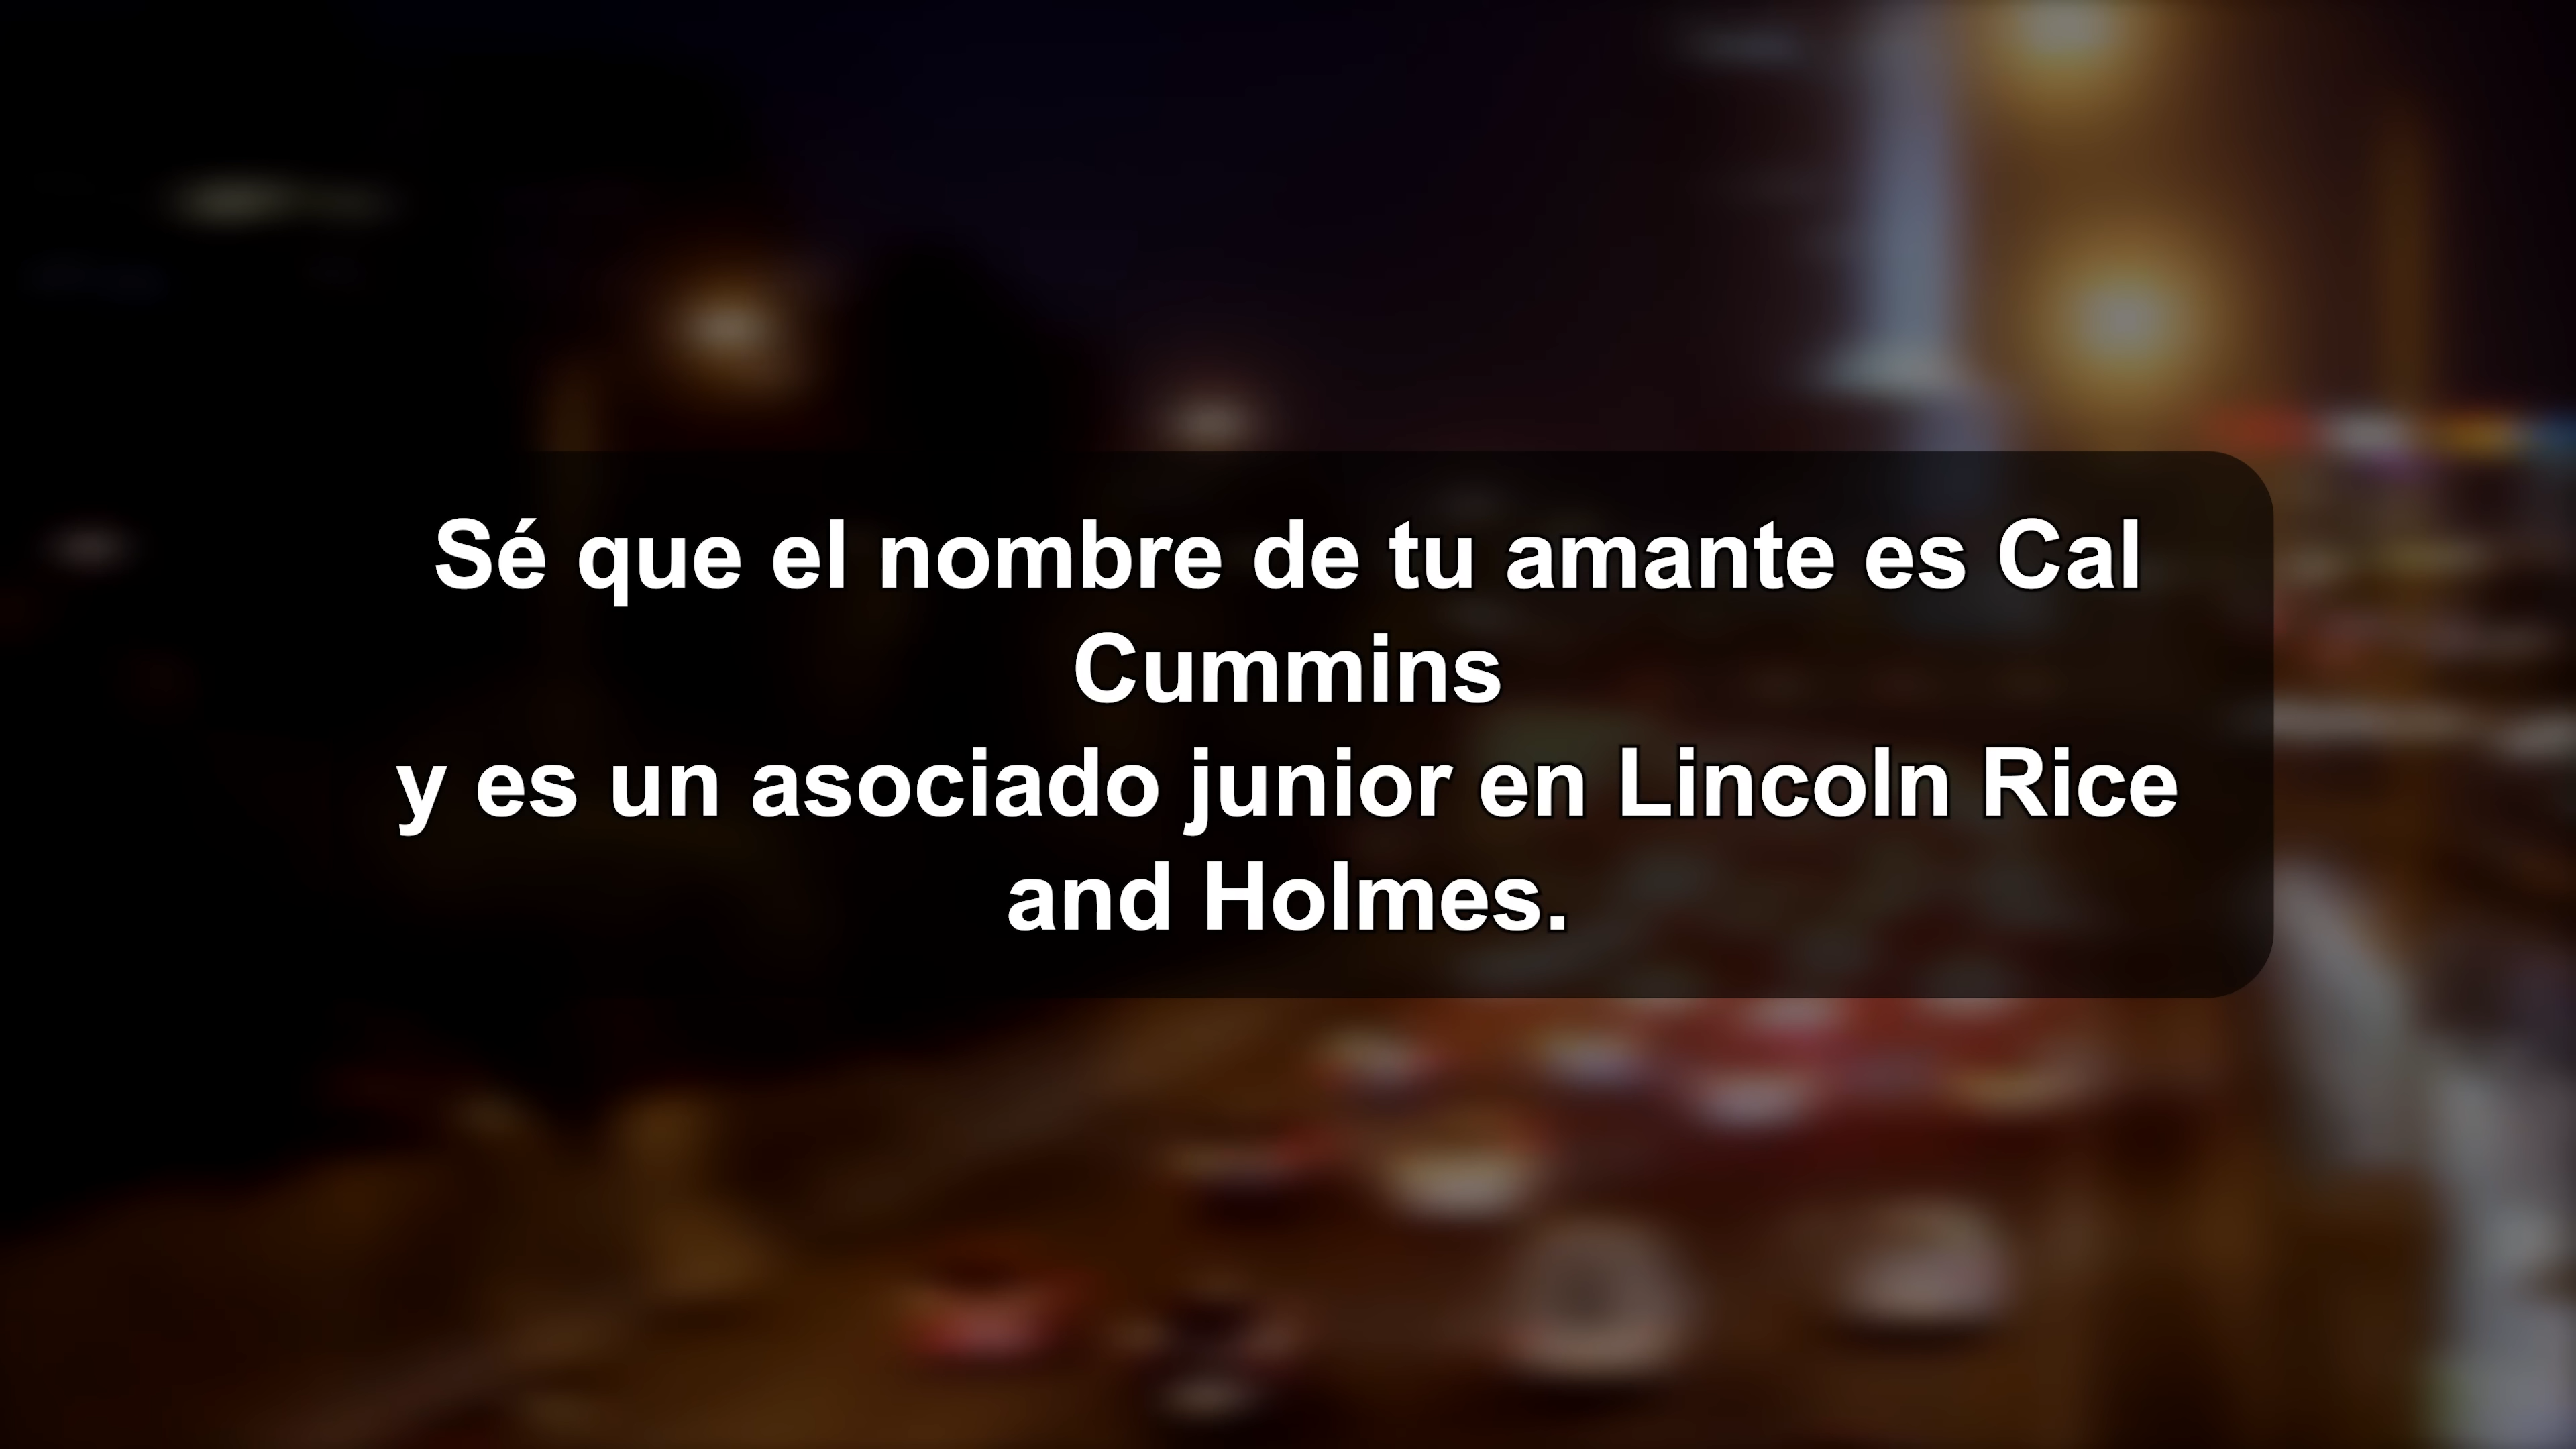 Sé que el nombre de tu amante es Cal
Cummins
y es un asociado junior en Lincoln Rice
and Holmes.